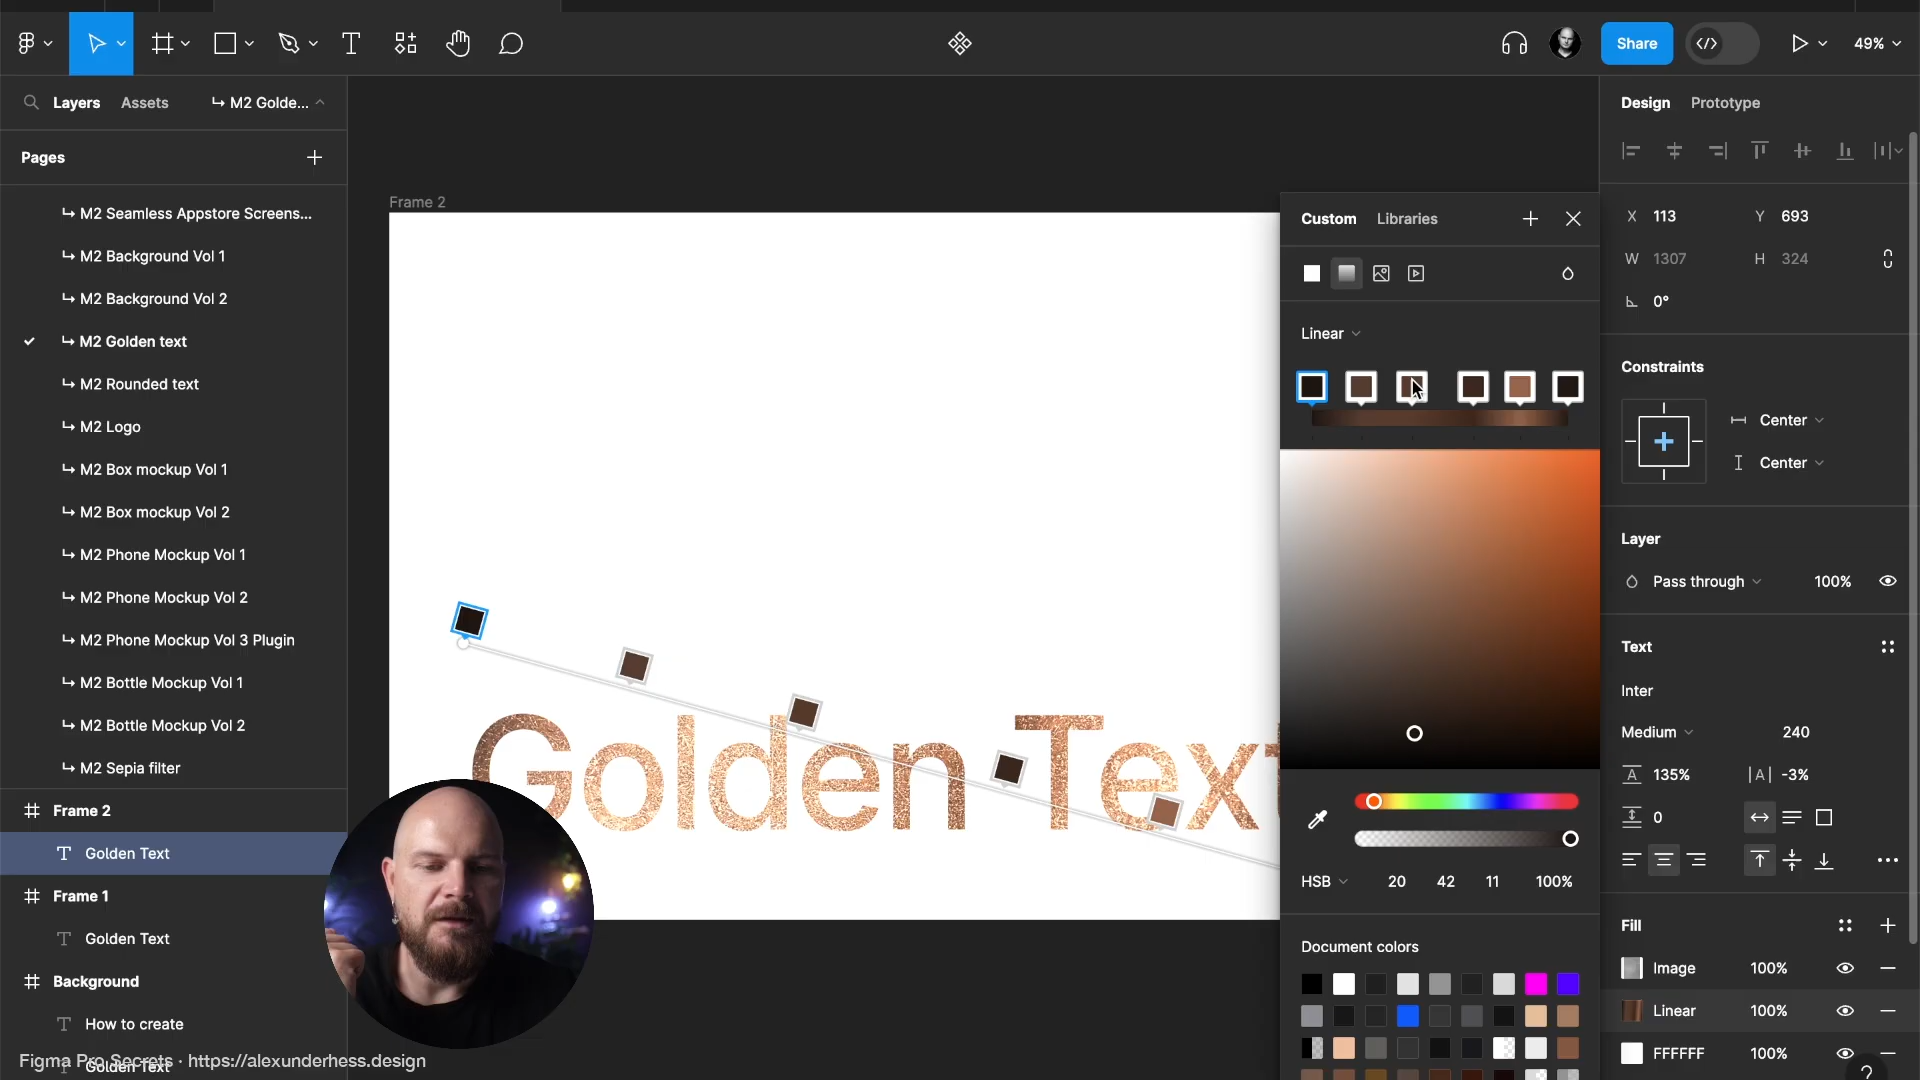 Share
49%
Layers
Assets
↳ M2 Golde...
Design
Prototype
Pages
↳ M2 Seamless Appstore Screens...
↳ M2 Background Vol 1
↳ M2 Background Vol 2
↳ M2 Golden text
↳ M2 Rounded text
↳ M2 Logo
↳ M2 Box mockup Vol 1
↳ M2 Box mockup Vol 2
↳ M2 Phone Mockup Vol 1
↳ M2 Phone Mockup Vol 2
↳ M2 Phone Mockup Vol 3 Plugin
↳ M2 Bottle Mockup Vol 1
↳ M2 Bottle Mockup Vol 2
↳ M2 Sepia filter
Frame 2
Golden Text
Frame 1
Golden Text
Background
How to create
Golden Text
Figma Pro Secrets · https://alexunderhess.design
Frame 2
Golden Text
Custom
Libraries
Linear
HSB
20
42
11
100%
Document colors
X 113
Y 693
W 1307
H 324
0°
Constraints
Center
Center
Layer
Pass through
100%
Text
Inter
Medium
240
135%
|A| -3%
0
Fill
Image
100%
Linear
100%
FFFFFF
100%
?